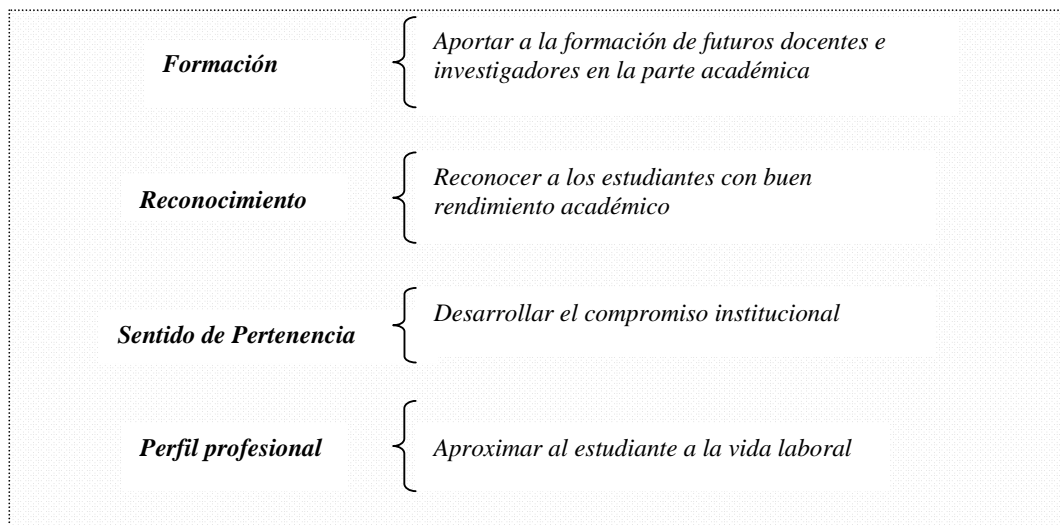 Formación
Aportar a la formación de futuros docentes e
investigadores en la parte académica
Reconocimiento
Reconocer a los estudiantes con buen
rendimiento académico
Sentido de Pertenencia
Desarrollar el compromiso institucional
Perfil profesional
Aproximar al estudiante a la vida laboral